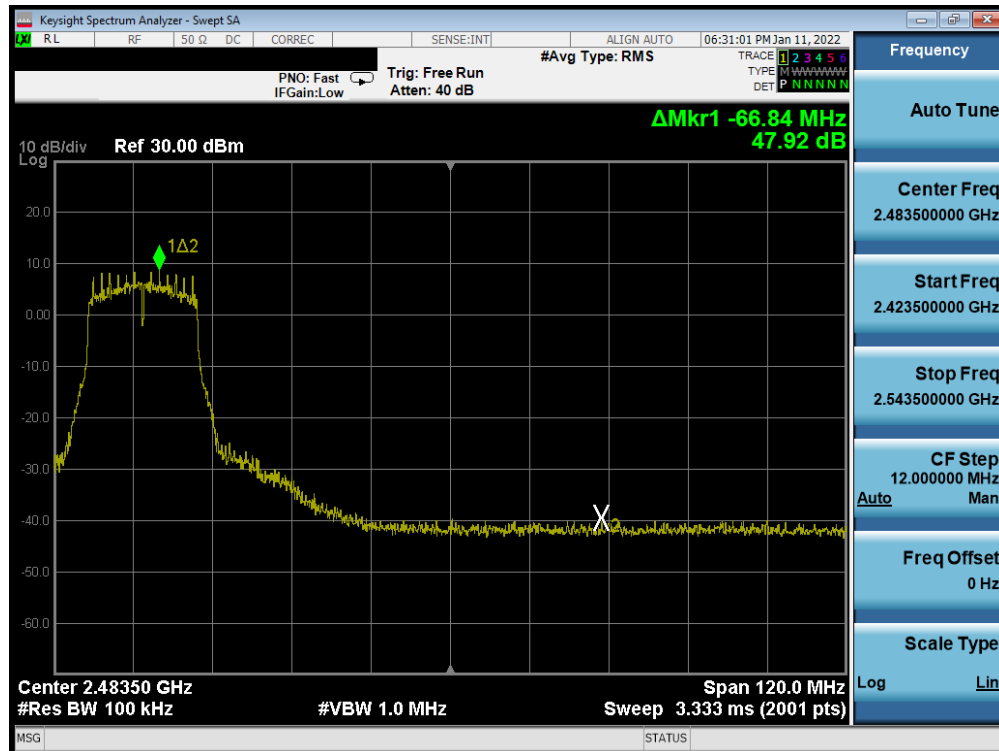 Keysight Spectrum Analyzer - Swept SA
LXI RL RF 50 Ω DC CORREC SENSE:INT ALIGN AUTO 06:31:01 PM Jan 11, 2022
#Avg Type: RMS
TRACE 1 2 3 4 5 6
PNO: Fast Trig: Free Run
TYPE M WWWWW
IFGain:Low Atten: 40 dB
DET P N N N N N
ΔMkr1 -66.84 MHz
47.92 dB
10 dB/div Ref 30.00 dBm
Log
20.0
1Δ2
10.0
0.00
-10.0
-20.0
-30.0
-40.0
X2
-50.0
-60.0
Center 2.48350 GHz Span 120.0 MHz
#Res BW 100 kHz #VBW 1.0 MHz Sweep 3.333 ms (2001 pts)
MSG STATUS
Frequency
Auto Tune
Center Freq
2.483500000 GHz
Start Freq
2.423500000 GHz
Stop Freq
2.543500000 GHz
CF Step
12.000000 MHz
Auto Man
Freq Offset
0 Hz
Scale Type
Log Lin